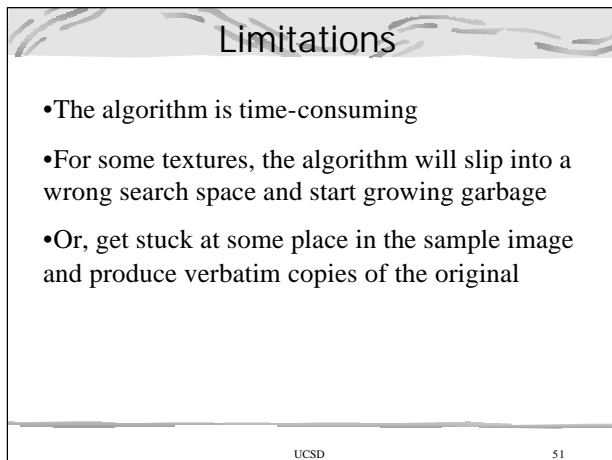 Limitations
•The algorithm is time-consuming
•For some textures, the algorithm will slip into a
wrong search space and start growing garbage
•Or, get stuck at some place in the sample image
and produce verbatim copies of the original
UCSD 51